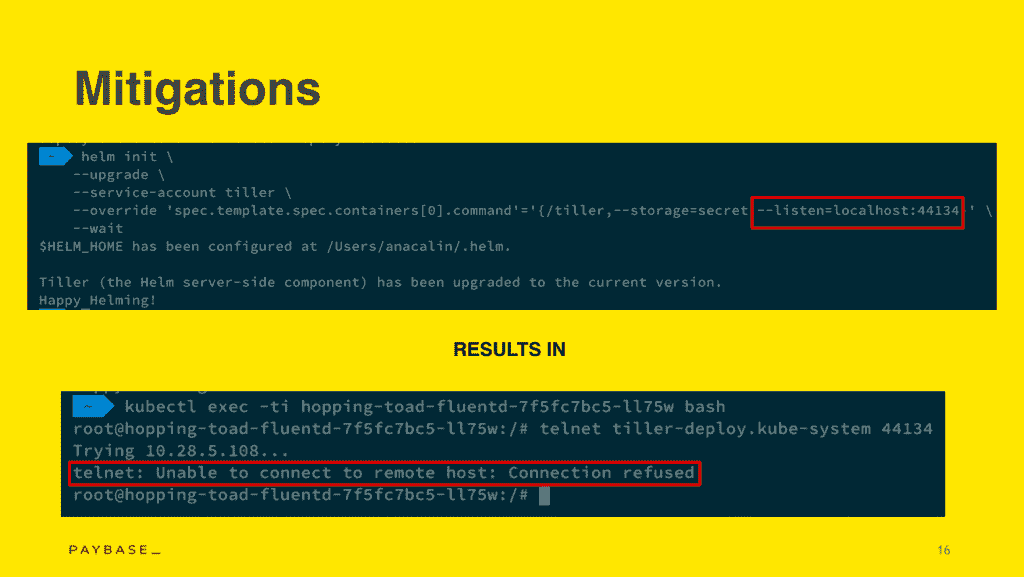 Mitigations
~ helm init \
--upgrade \
--service-account tiller \
--override 'spec.template.spec.containers[0].command'='{/tiller,--storage=secret --listen=localhost:44134 ' \
--wait
$HELM_HOME has been configured at /Users/anacalin/.helm.
Tiller (the Helm server-side component) has been upgraded to the current version.
Happy Helming!
RESULTS IN
~ kubectl exec -ti hopping-toad-fluentd-7f5fc7bc5-ll75w bash
root@hopping-toad-fluentd-7f5fc7bc5-ll75w:/# telnet tiller-deploy.kube-system 44134
Trying 10.28.5.108...
telnet: Unable to connect to remote host: Connection refused
root@hopping-toad-fluentd-7f5fc7bc5-ll75w:/#
PAYBASE_
16